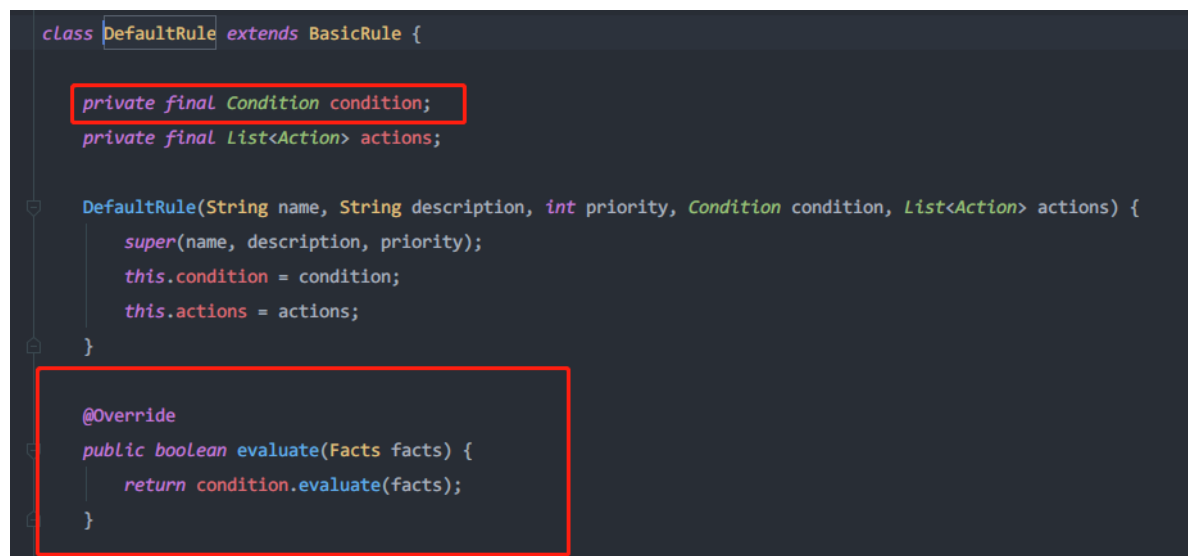 class DefaultRule extends BasicRule {
private final Condition condition;
private final List<Action> actions;
DefaultRule(String name, String description, int priority, Condition condition, List<Action> actions) {
super(name, description, priority);
this.condition = condition;
this.actions = actions;
}
@Override
public boolean evaluate(Facts facts) {
return condition.evaluate(facts);
}